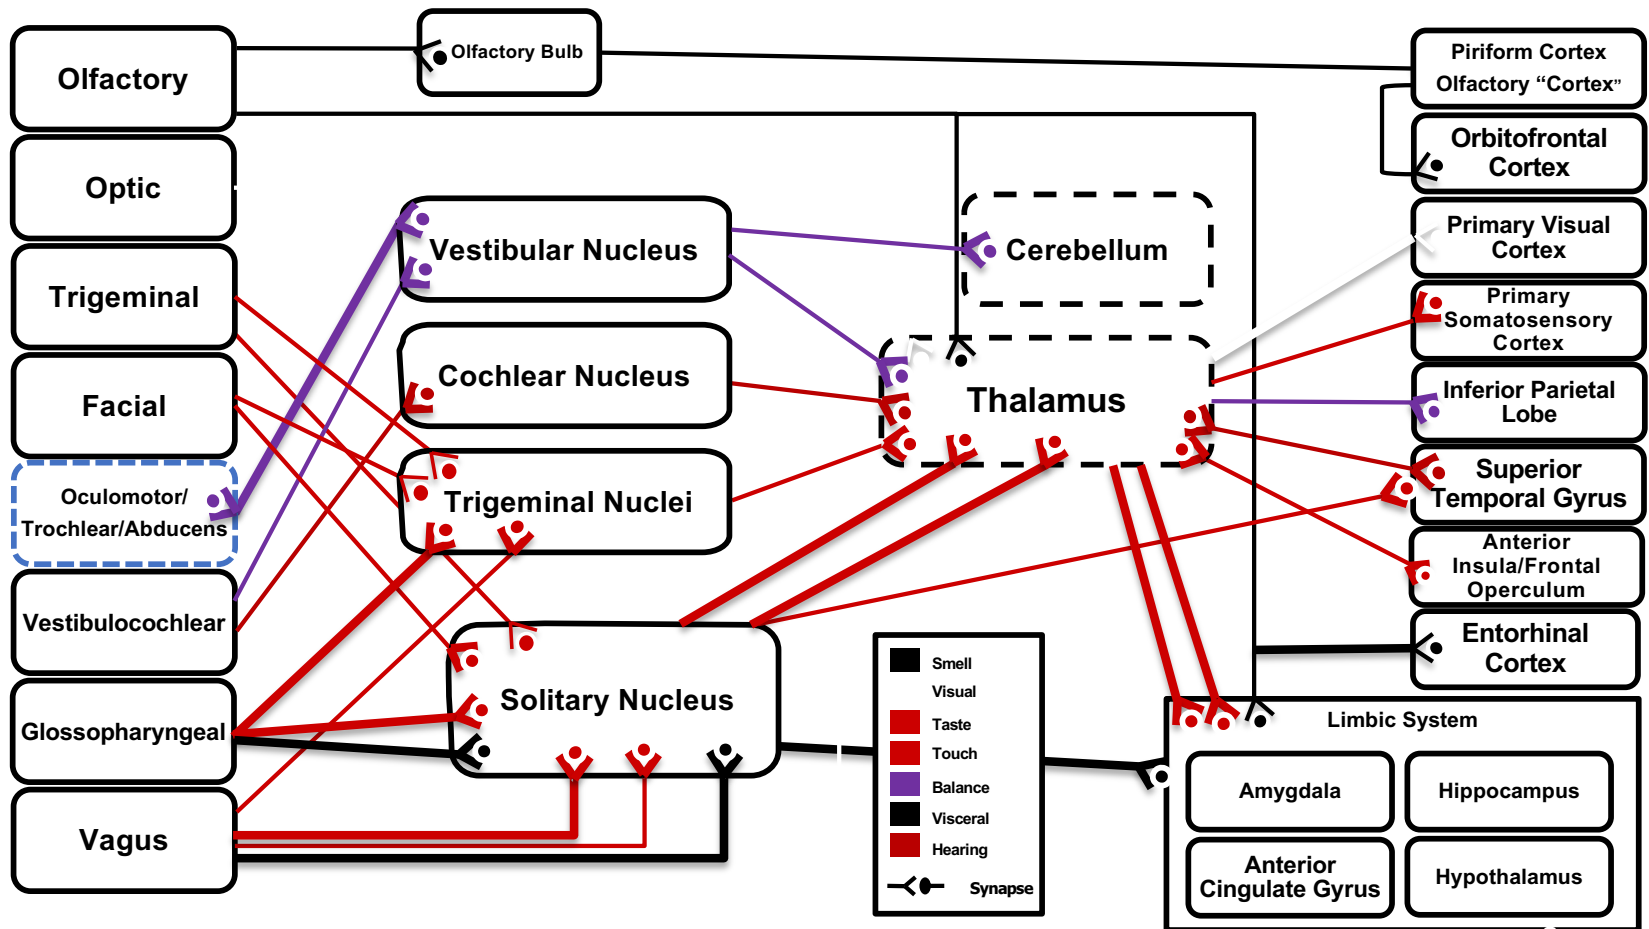 Olfactory
Optic
Trigeminal
Facial
Oculomotor/
Trochlear/Abducens
Vestibulocochlear
Glossopharyngeal
Vagus
Olfactory Bulb
Vestibular Nucleus
Cochlear Nucleus
Trigeminal Nuclei
Solitary Nucleus
Cerebellum
Thalamus
Smell
Visual
Taste
Touch
Balance
Visceral
Hearing
Synapse
Piriform Cortex
Olfactory “Cortex”
Orbitofrontal
Cortex
Primary Visual
Cortex
Primary
Somatosensory
Cortex
Inferior Parietal
Lobe
Superior
Temporal Gyrus
Anterior
Insula/Frontal
Operculum
Entorhinal
Cortex
Limbic System
Amygdala
Hippocampus
Anterior
Cingulate Gyrus
Hypothalamus